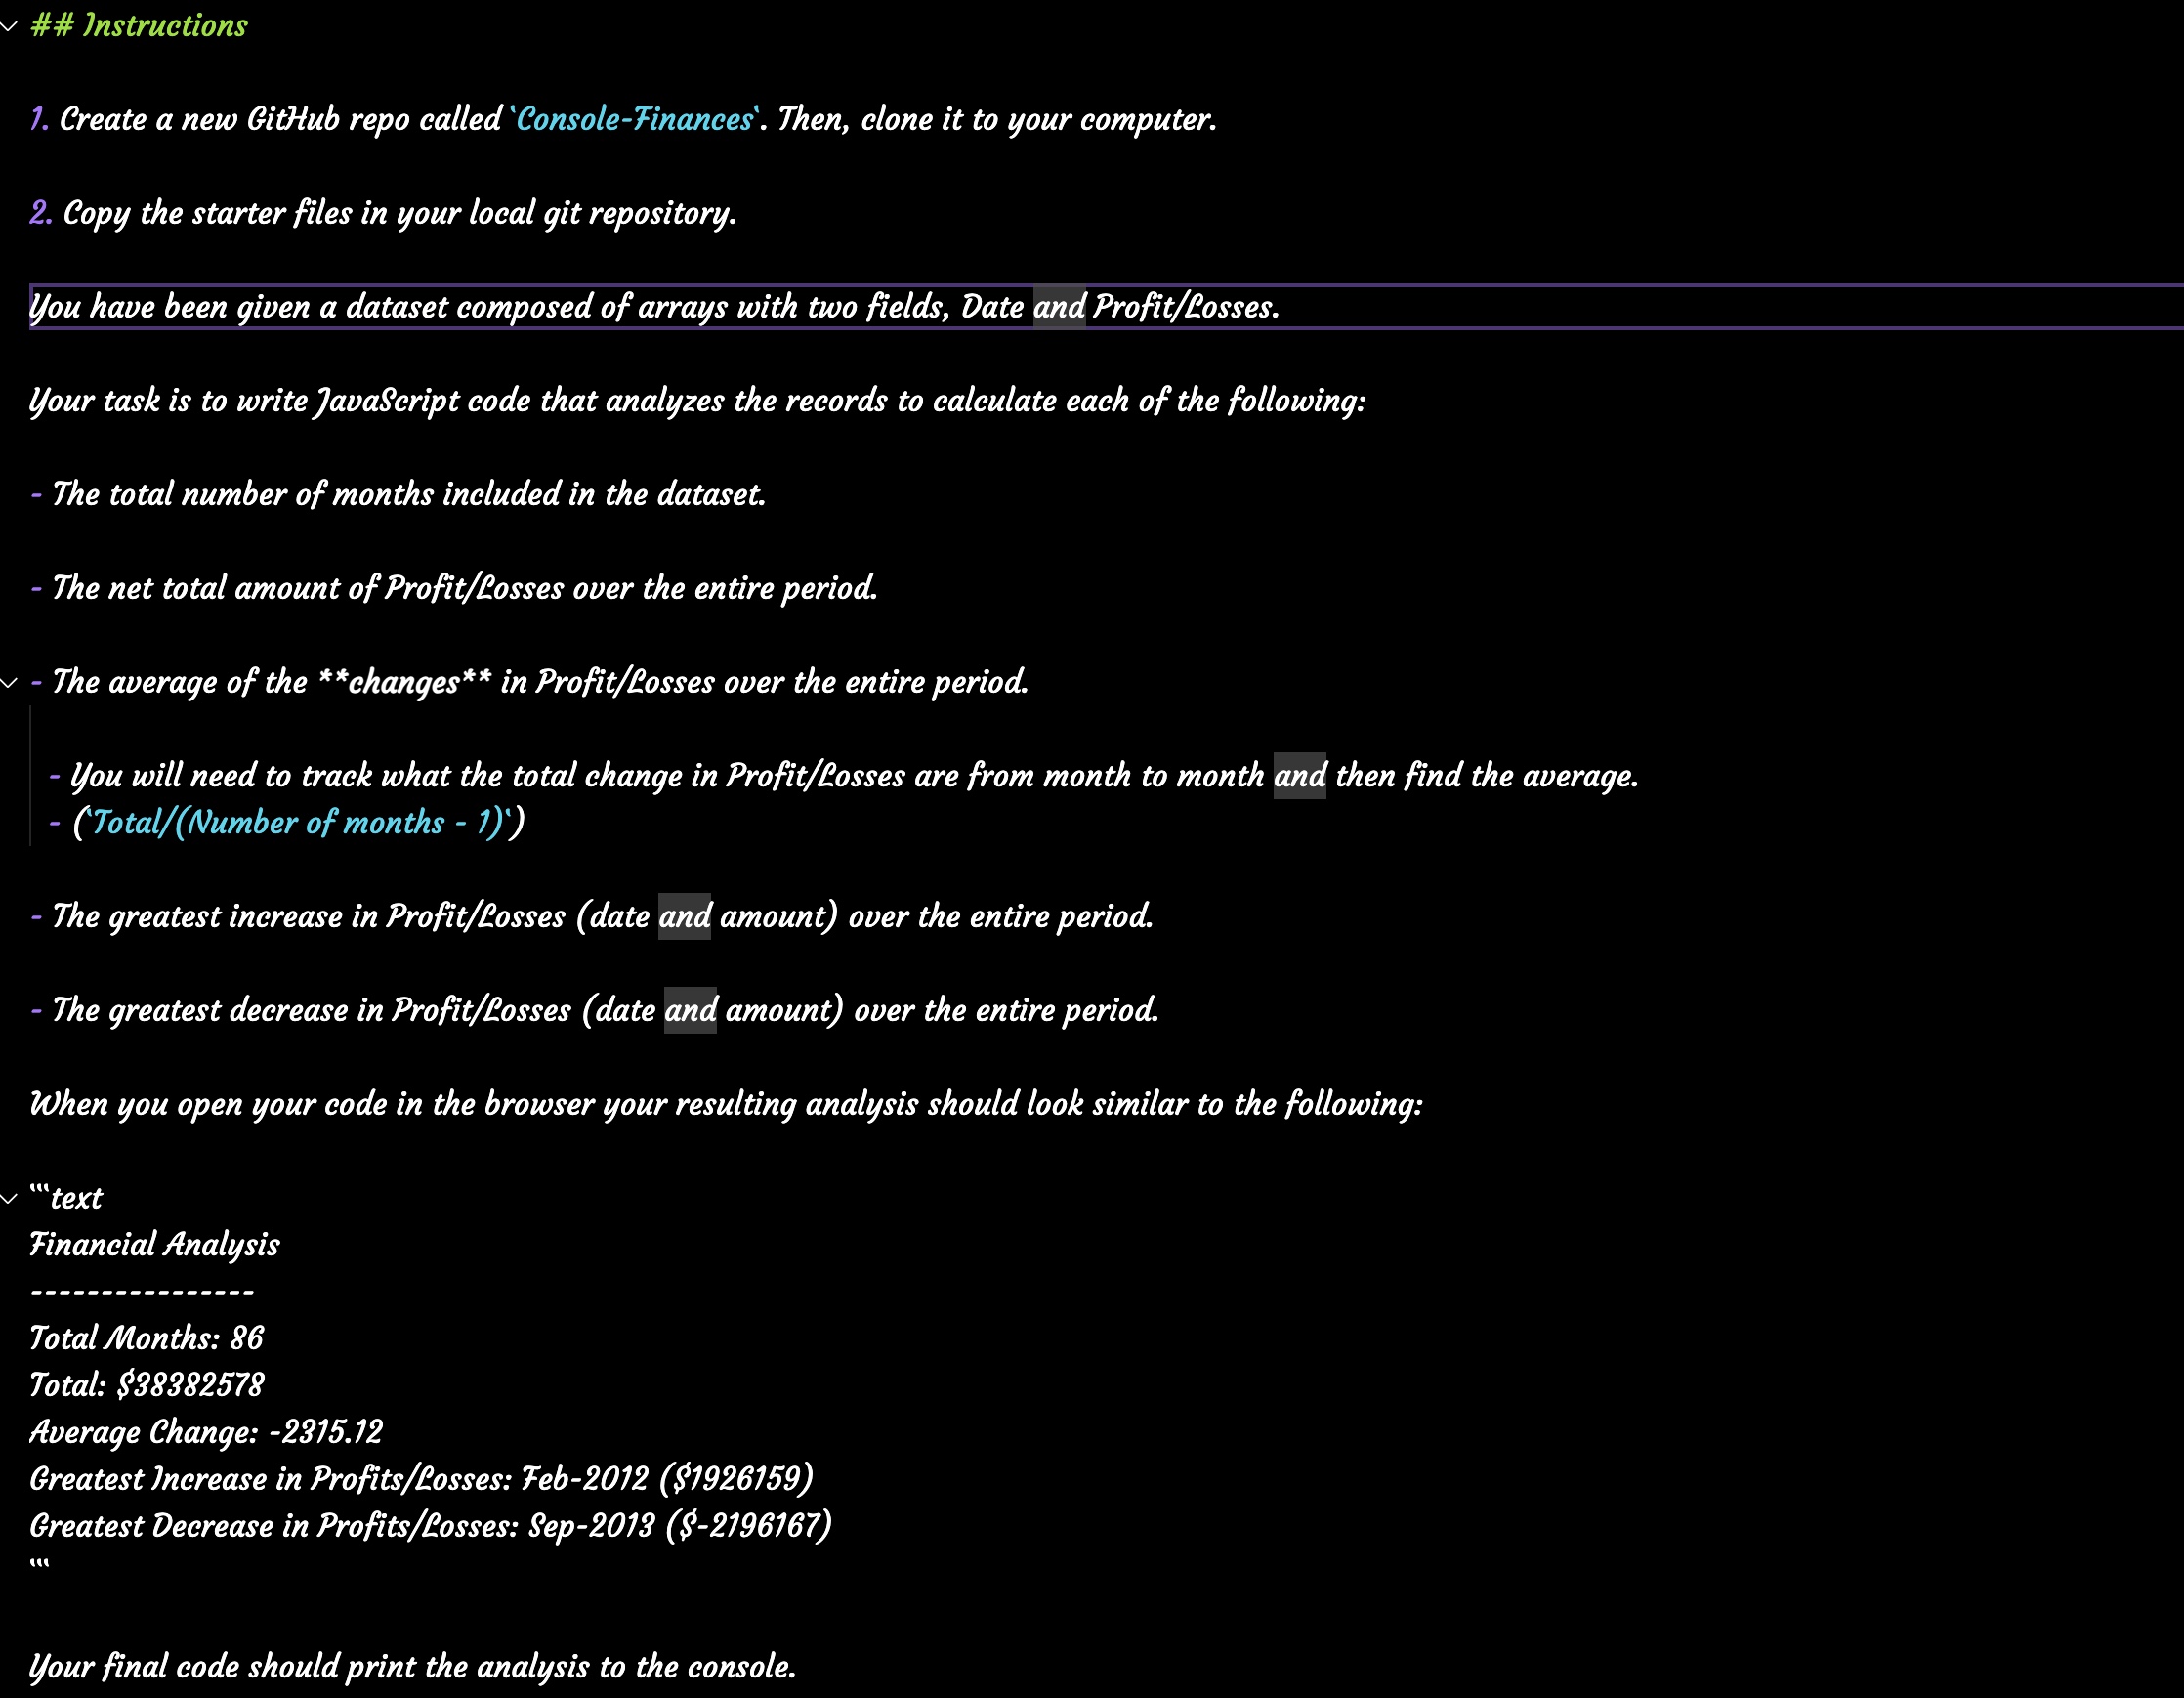 ## Instructions
1. Create a new GitHub repo called `Console-Finances`. Then, clone it to your computer.
2. Copy the starter files in your local git repository.
You have been given a dataset composed of arrays with two fields, Date and Profit/Losses.
Your task is to write JavaScript code that analyzes the records to calculate each of the following:
- The total number of months included in the dataset.
- The net total amount of Profit/Losses over the entire period.
- The average of the **changes** in Profit/Losses over the entire period.
- You will need to track what the total change in Profit/Losses are from month to month and then find the average.
- (`Total/(Number of months - 1)`)
- The greatest increase in Profit/Losses (date and amount) over the entire period.
- The greatest decrease in Profit/Losses (date and amount) over the entire period.
When you open your code in the browser your resulting analysis should look similar to the following:
```text
Financial Analysis
----------------
Total Months: 86
Total: $38382578
Average Change: -2315.12
Greatest Increase in Profits/Losses: Feb-2012 ($1926159)
Greatest Decrease in Profits/Losses: Sep-2013 ($-2196167)
```
Your final code should print the analysis to the console.